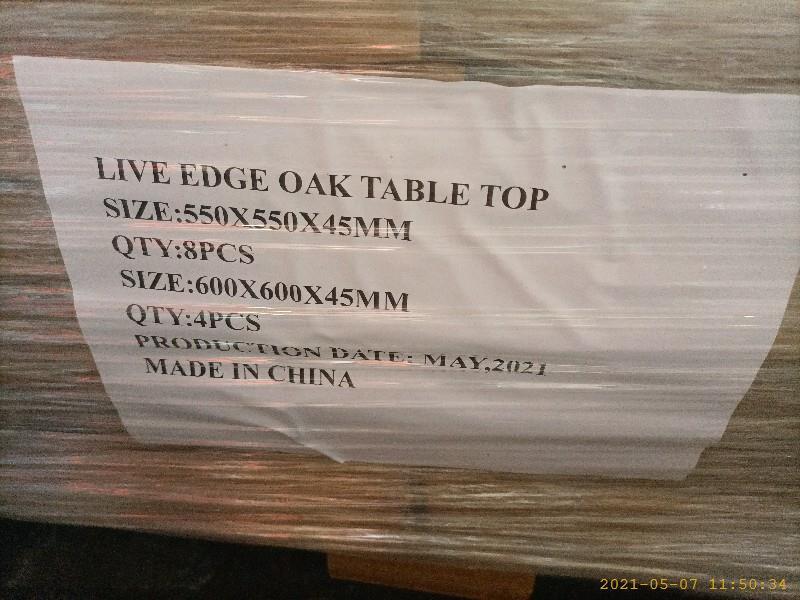 LIVE EDGE OAK TABLE TOP
SIZE:550X550X45MM
QTY:8PCS
SIZE:600X600X45MM
QTY:4PCS
PRODUCTION DATE: MAY,2021
MADE IN CHINA
2021-05-07 11:50:34